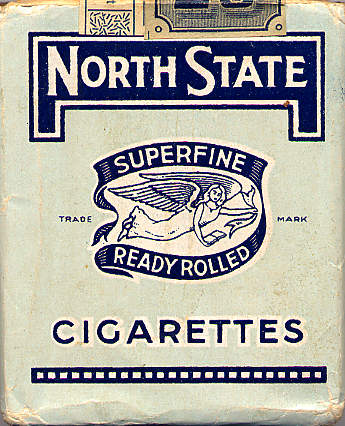 NORTH STATE
SUPERFINE
TRADE MARK
READY ROLLED
CIGARETTES